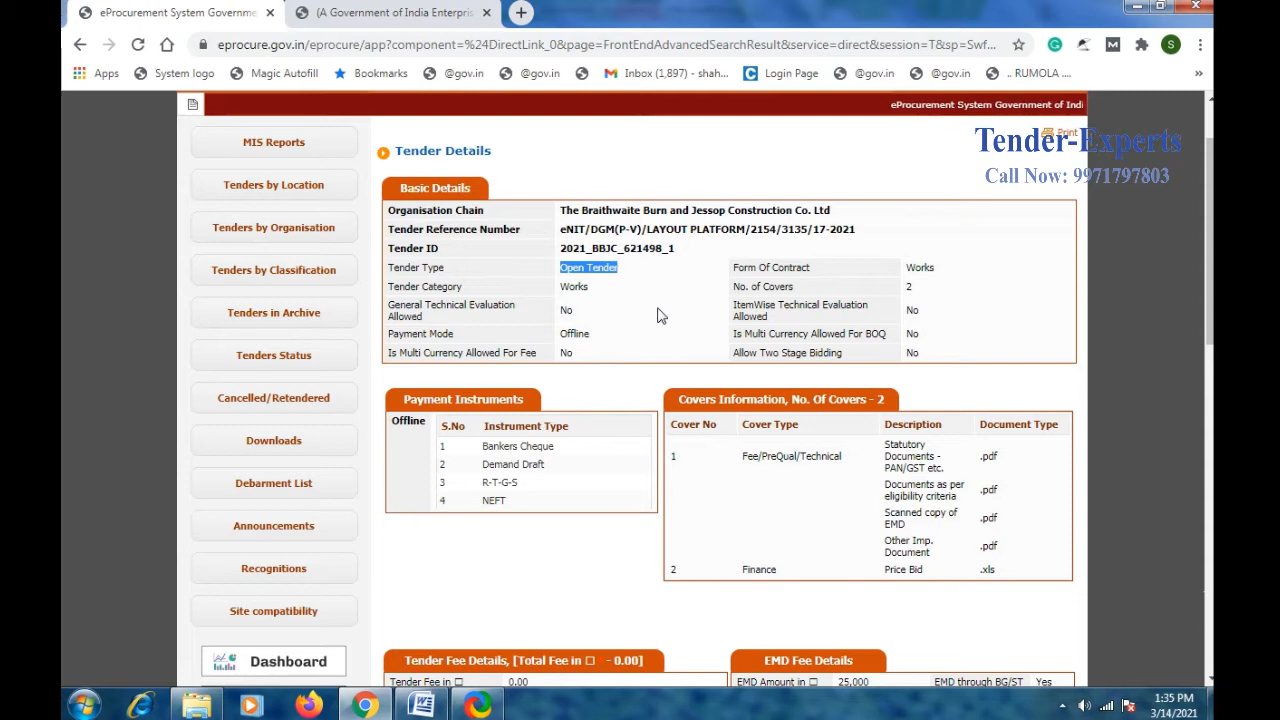 eProcurement System Governme
(A Government of India Enterpris
eprocure.gov.in/eprocure/app?component=%24DirectLink_0&page=FrontEndAdvancedSearchResult&service=direct&session=T&sp=Swf...
Apps System logo Magic Autofill Bookmarks @gov.in @gov.in Inbox (1,897) - shah... Login Page @gov.in @gov.in .. RUMOLA .... »
eProcurement System Government of Indi
Print
Tender-Experts
Call Now: 9971797803
MIS Reports
Tenders by Location
Tenders by Organisation
Tenders by Classification
Tenders in Archive
Tenders Status
Cancelled/Retendered
Downloads
Debarment List
Announcements
Recognitions
Site compatibility
Dashboard
Tender Details
Basic Details
Organisation Chain The Braithwaite Burn and Jessop Construction Co. Ltd
Tender Reference Number eNIT/DGM(P-V)/LAYOUT PLATFORM/2154/3135/17-2021
Tender ID 2021_BBJC_621498_1
Tender Type Open Tender Form Of Contract Works
Tender Category Works No. of Covers 2
General Technical Evaluation Allowed No ItemWise Technical Evaluation Allowed No
Payment Mode Offline Is Multi Currency Allowed For BOQ No
Is Multi Currency Allowed For Fee No Allow Two Stage Bidding No
Payment Instruments
Offline S.No Instrument Type
1 Bankers Cheque
2 Demand Draft
3 R-T-G-S
4 NEFT
Covers Information, No. Of Covers - 2
Cover No Cover Type Description Document Type
1 Fee/PreQual/Technical Statutory Documents - PAN/GST etc. .pdf
Documents as per eligibility criteria .pdf
Scanned copy of EMD .pdf
Other Imp. Document .pdf
2 Finance Price Bid .xls
Tender Fee Details, [Total Fee in □ - 0.00]
Tender Fee in □ 0.00
EMD Fee Details
EMD Amount in □ 25,000 EMD through BG/ST Yes
1:35 PM
3/14/2021